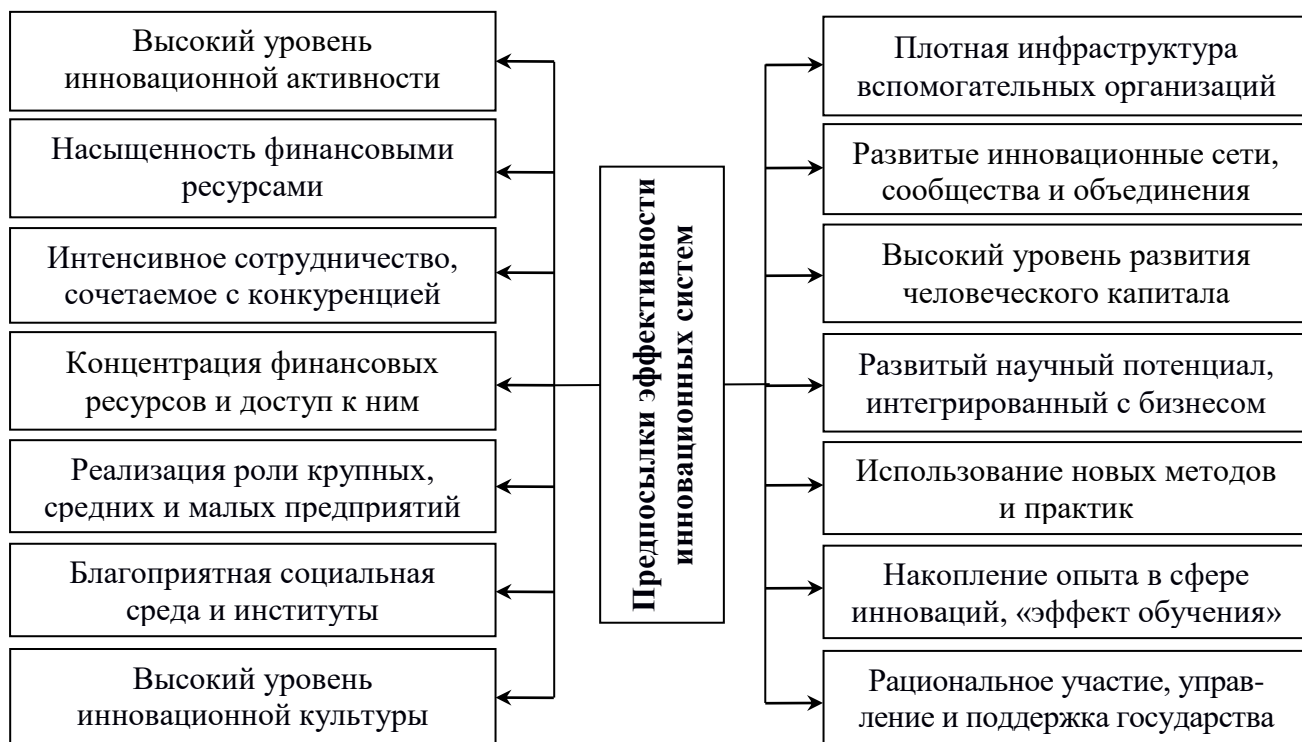 Высокий уровень
инновационной активности
Насыщенность финансовыми
ресурсами
Интенсивное сотрудничество,
сочетаемое с конкуренцией
Концентрация финансовых
ресурсов и доступ к ним
Реализация роли крупных,
средних и малых предприятий
Благоприятная социальная
среда и институты
Высокий уровень
инновационной культуры
Предпосылки эффективности
инновационных систем
Плотная инфраструктура
вспомогательных организаций
Развитые инновационные сети,
сообщества и объединения
Высокий уровень развития
человеческого капитала
Развитый научный потенциал,
интегрированный с бизнесом
Использование новых методов
и практик
Накопление опыта в сфере
инноваций, «эффект обучения»
Рациональное участие, управ-
ление и поддержка государства